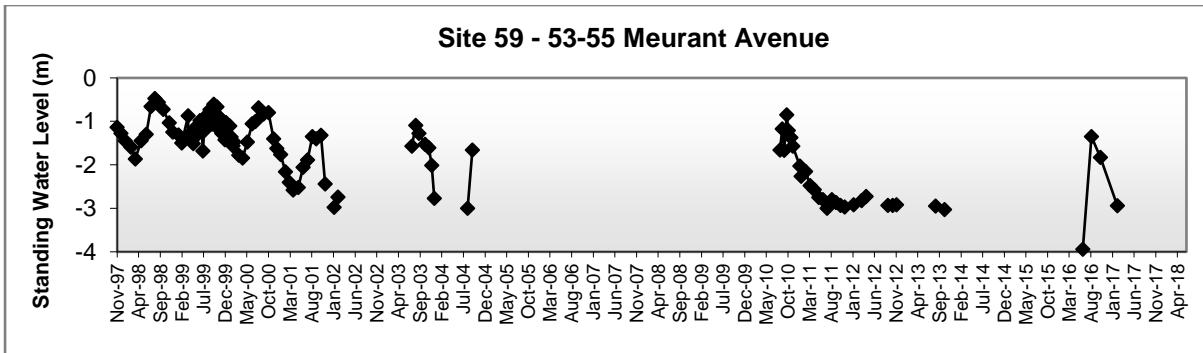 Site 59 - 53-55 Meurant Avenue
Standing Water Level (m)
0
-1
-2
-3
-4
Nov-97
Apr-98
Sep-98
Feb-99
Jul-99
Dec-99
May-00
Oct-00
Mar-01
Aug-01
Jan-02
Jun-02
Nov-02
Apr-03
Sep-03
Feb-04
Jul-04
Dec-04
May-05
Oct-05
Mar-06
Aug-06
Jan-07
Jun-07
Nov-07
Apr-08
Sep-08
Feb-09
Jul-09
Dec-09
May-10
Oct-10
Mar-11
Aug-11
Jan-12
Jun-12
Nov-12
Apr-13
Sep-13
Feb-14
Jul-14
Dec-14
May-15
Oct-15
Mar-16
Aug-16
Jan-17
Jun-17
Nov-17
Apr-18